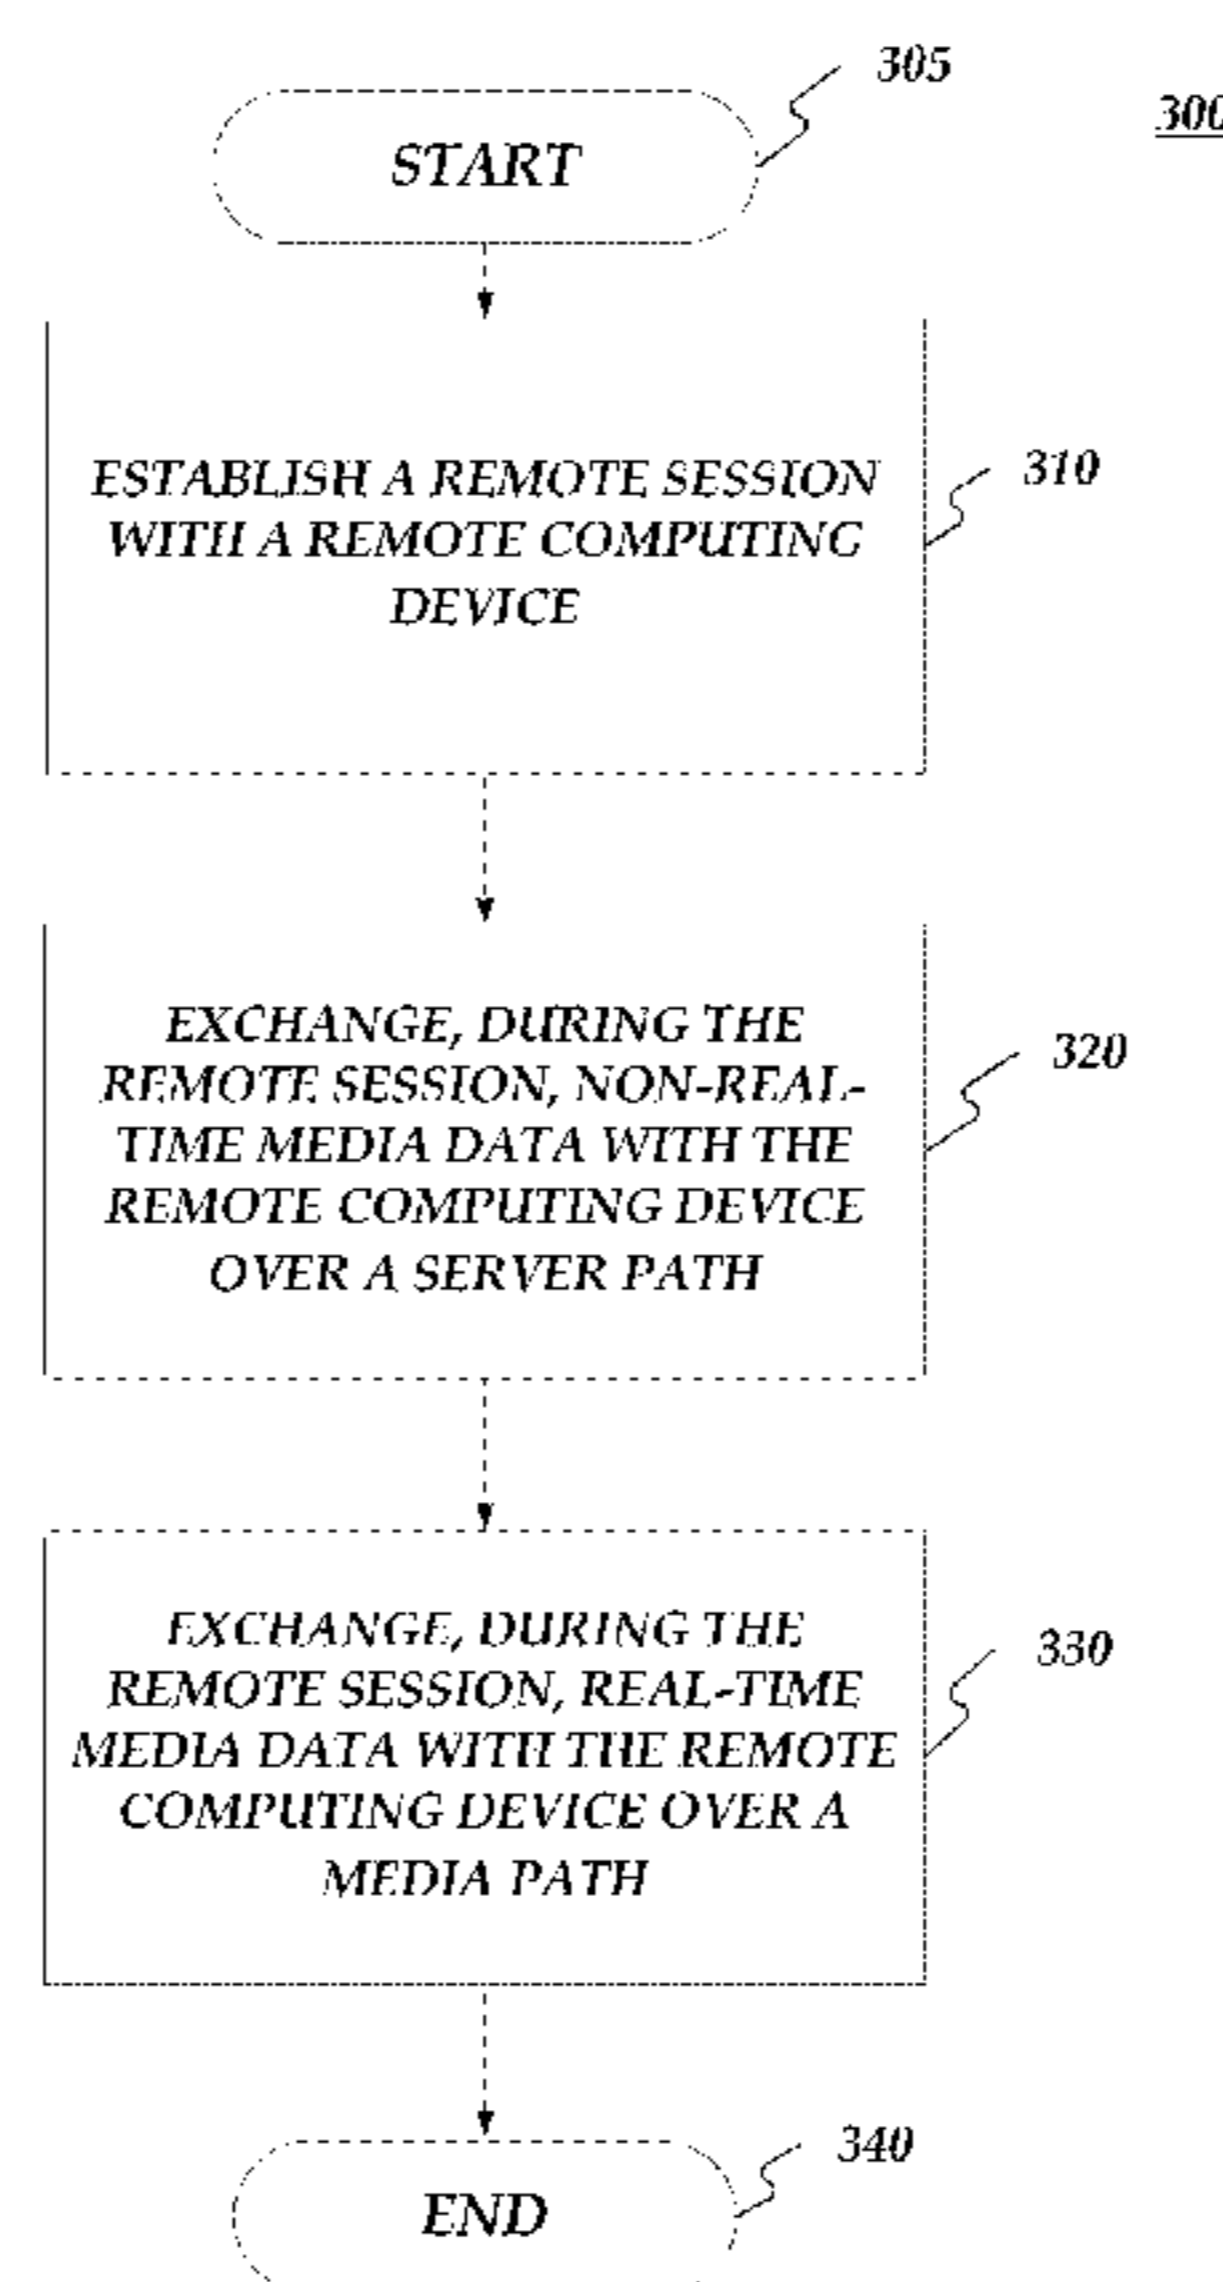 305
300
START
ESTABLISH A REMOTE SESSION
WITH A REMOTE COMPUTING
DEVICE
310
EXCHANGE, DURING THE
REMOTE SESSION, NON-REAL-
TIME MEDIA DATA WITH THE
REMOTE COMPUTING DEVICE
OVER A SERVER PATH
320
EXCHANGE, DURING THE
REMOTE SESSION, REAL-TIME
MEDIA DATA WITH THE REMOTE
COMPUTING DEVICE OVER A
MEDIA PATH
330
340
END